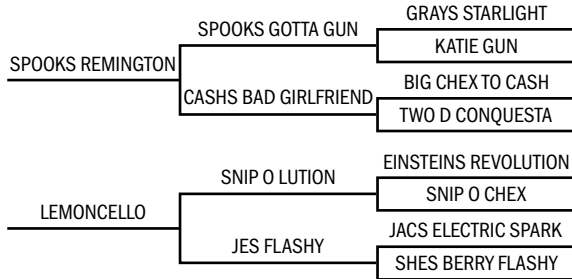 GRAYS STARLIGHT
SPOOKS GOTTA GUN
KATIE GUN
SPOOKS REMINGTON
BIG CHEX TO CASH
CASHS BAD GIRLFRIEND
TWO D CONQUESTA
EINSTEINS REVOLUTION
SNIP O LUTION
SNIP O CHEX
LEMONCELLO
JACS ELECTRIC SPARK
JES FLASHY
SHES BERRY FLASHY